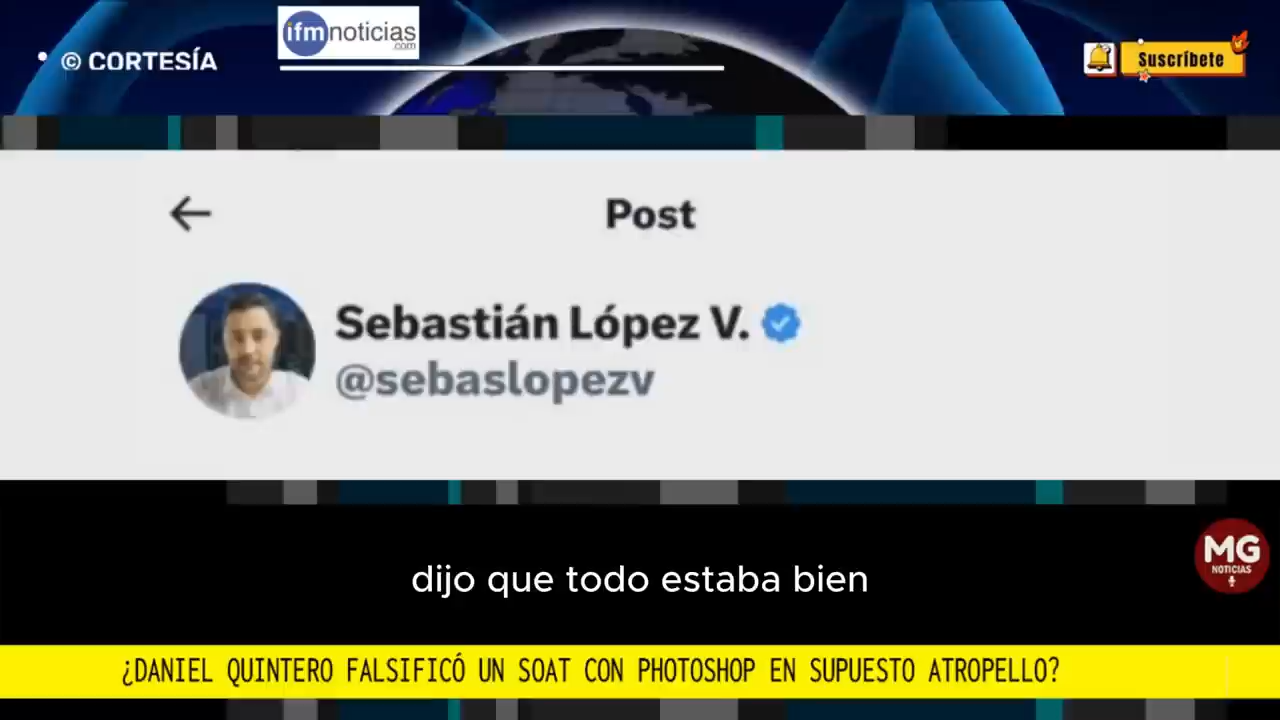 © CORTESÍA
ifmnoticias
.com
Suscríbete
Post
Sebastián López V.
@sebaslopezv
dijo que todo estaba bien
MG
NOTICIAS
¿DANIEL QUINTERO FALSIFICÓ UN SOAT CON PHOTOSHOP EN SUPUESTO ATROPELLO?